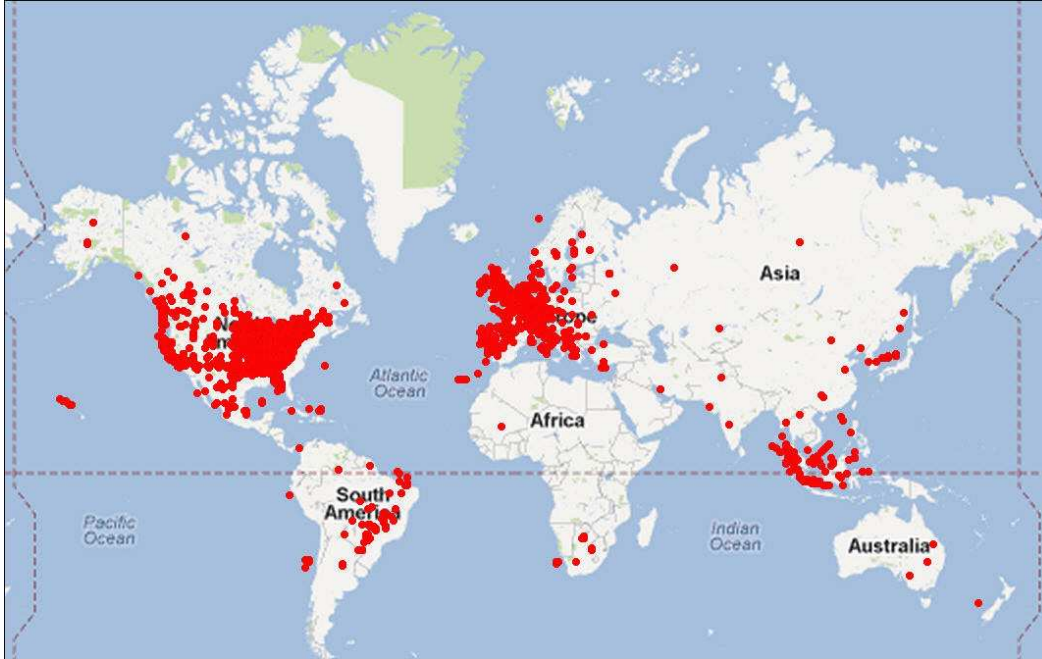 Asia
Atlantic
Ocean
Africa
South
America
Pacific
Ocean
Indian
Ocean
Australia